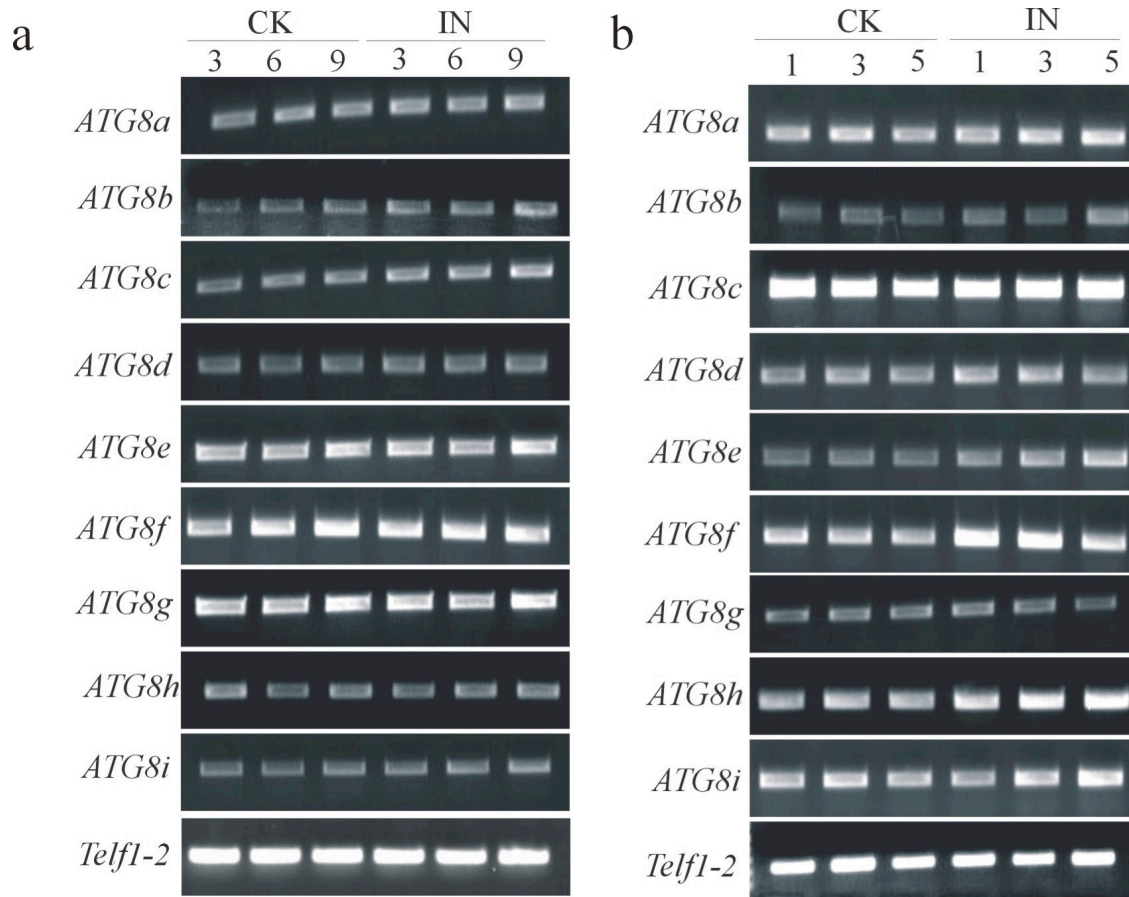 a
CK IN
3 6 9 3 6 9
ATG8a
ATG8b
ATG8c
ATG8d
ATG8e
ATG8f
ATG8g
ATG8h
ATG8i
Telf1-2
b
CK IN
1 3 5 1 3 5
ATG8a
ATG8b
ATG8c
ATG8d
ATG8e
ATG8f
ATG8g
ATG8h
ATG8i
Telf1-2